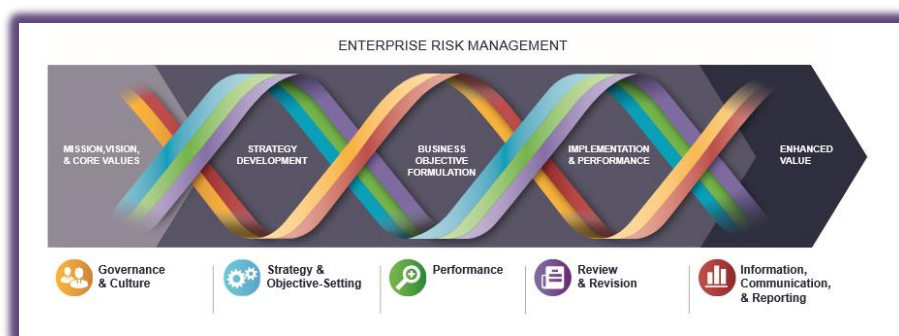 ENTERPRISE RISK MANAGEMENT
MISSION,VISION,
& CORE VALUES
STRATEGY
DEVELOPMENT
BUSINESS
OBJECTIVE
FORMULATION
IMPLEMENTATION
& PERFORMANCE
ENHANCED
VALUE
Governance
& Culture
Strategy &
Objective-Setting
Performance
Review
& Revision
Information,
Communication,
& Reporting